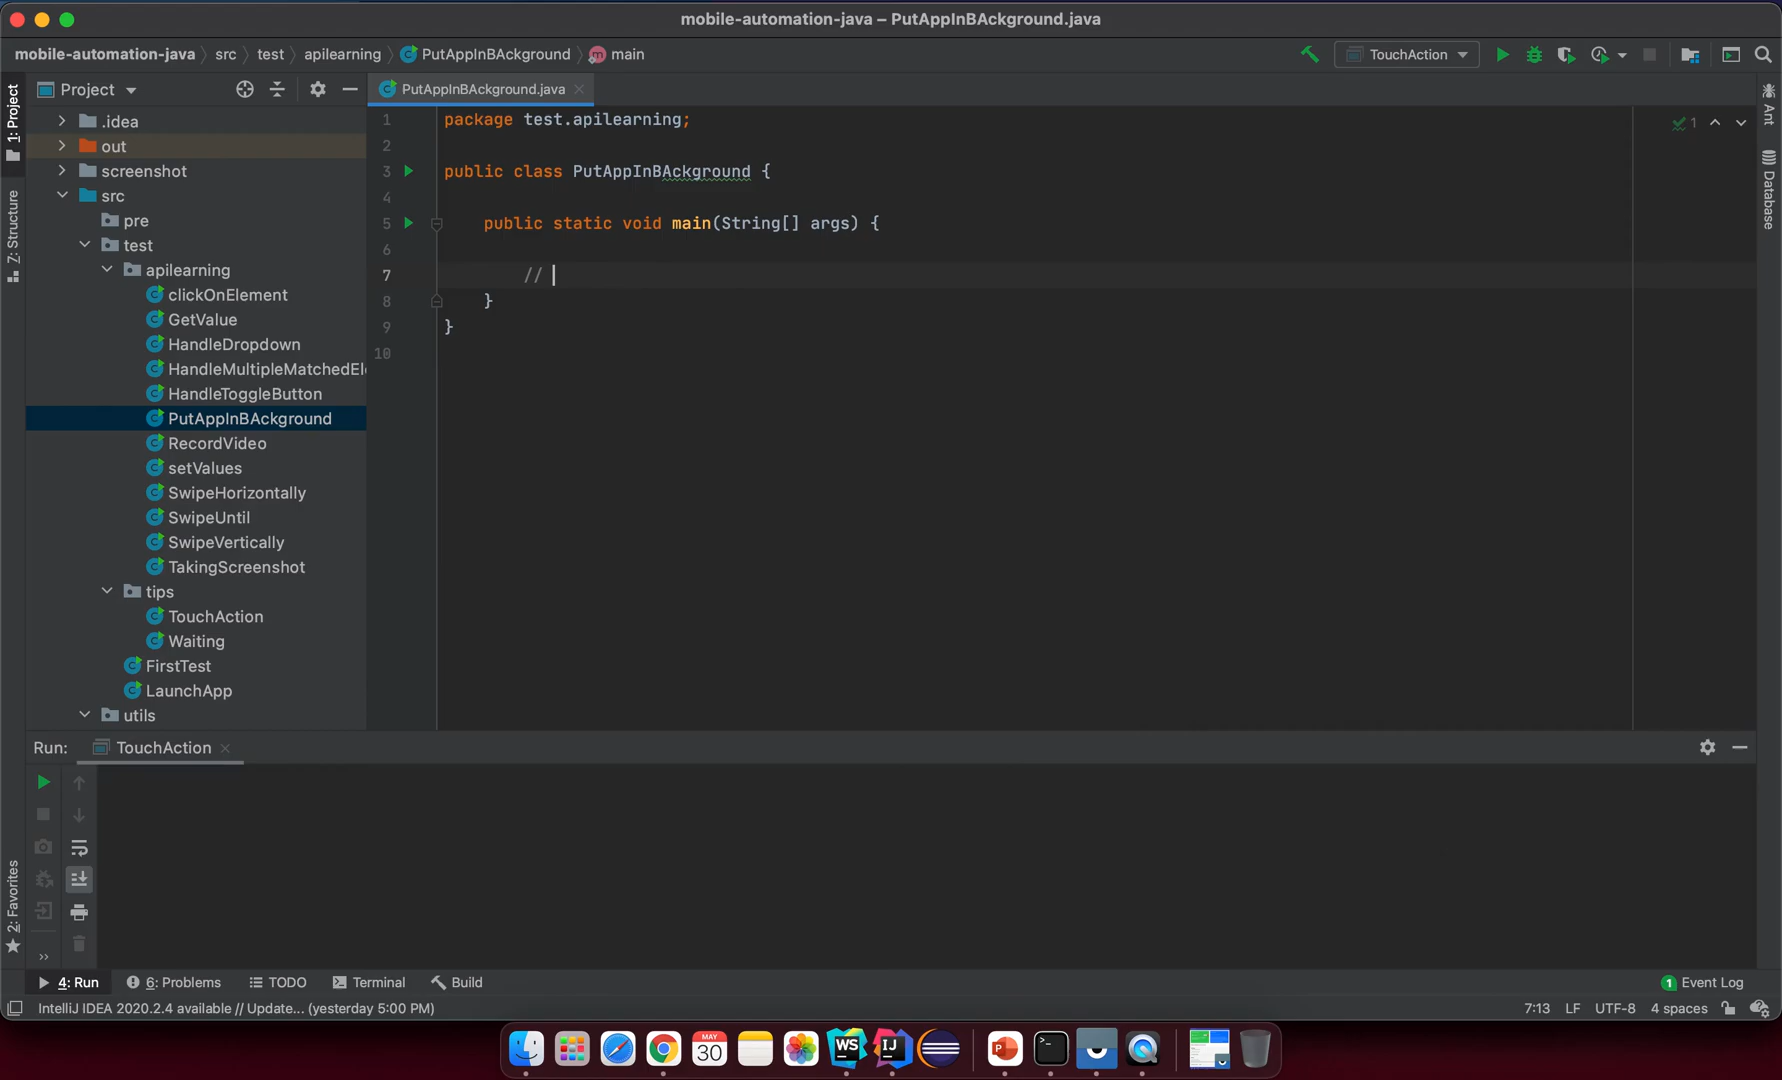 mobile-automation-java – PutAppInBAckground.java
mobile-automation-java src test apilearning PutAppInBAckground main
TouchAction
Project
PutAppInBAckground.java
1: Project
7: Structure
2: Favorites
Ant
Database
.idea
out
screenshot
src
pre
test
apilearning
clickOnElement
GetValue
HandleDropdown
HandleMultipleMatchedEl
HandleToggleButton
PutAppInBAckground
RecordVideo
setValues
SwipeHorizontally
SwipeUntil
SwipeVertically
TakingScreenshot
tips
TouchAction
Waiting
FirstTest
LaunchApp
utils
1 package test.apilearning;
2
3 public class PutAppInBAckground {
4
5 public static void main(String[] args) {
6
7 //
8 }
9 }
10
1
Run: TouchAction
4: Run 6: Problems TODO Terminal Build
1 Event Log
IntelliJ IDEA 2020.2.4 available // Update... (yesterday 5:00 PM)
7:13 LF UTF-8 4 spaces
MAY
30
WS
IJ
P